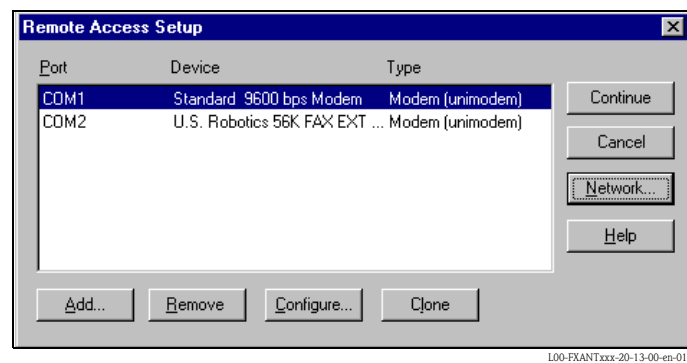 Remote Access Setup
Port Device Type
COM1 Standard 9600 bps Modem Modem (unimodem)
COM2 U.S. Robotics 56K FAX EXT ... Modem (unimodem)
Continue
Cancel
Network...
Help
Add... Remove Configure... Clone
L00-FXANTxxx-20-13-00-en-01